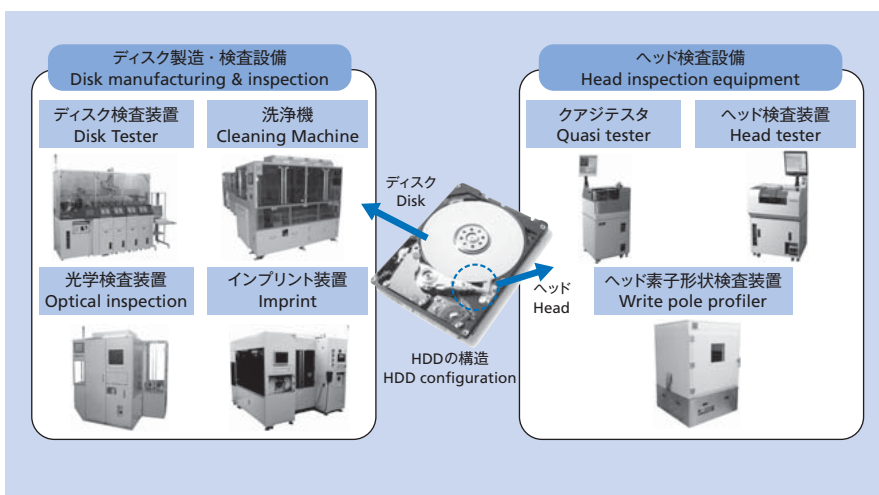 ディスク製造・検査設備
Disk manufacturing & inspection
ディスク検査装置
Disk Tester
洗浄機
Cleaning Machine
光学検査装置
Optical inspection
インプリント装置
Imprint
ディスク
Disk
ヘッド
Head
HDDの構造
HDD configuration
ヘッド検査設備
Head inspection equipment
クアジテスタ
Quasi tester
ヘッド検査装置
Head tester
ヘッド素子形状検査装置
Write pole profiler